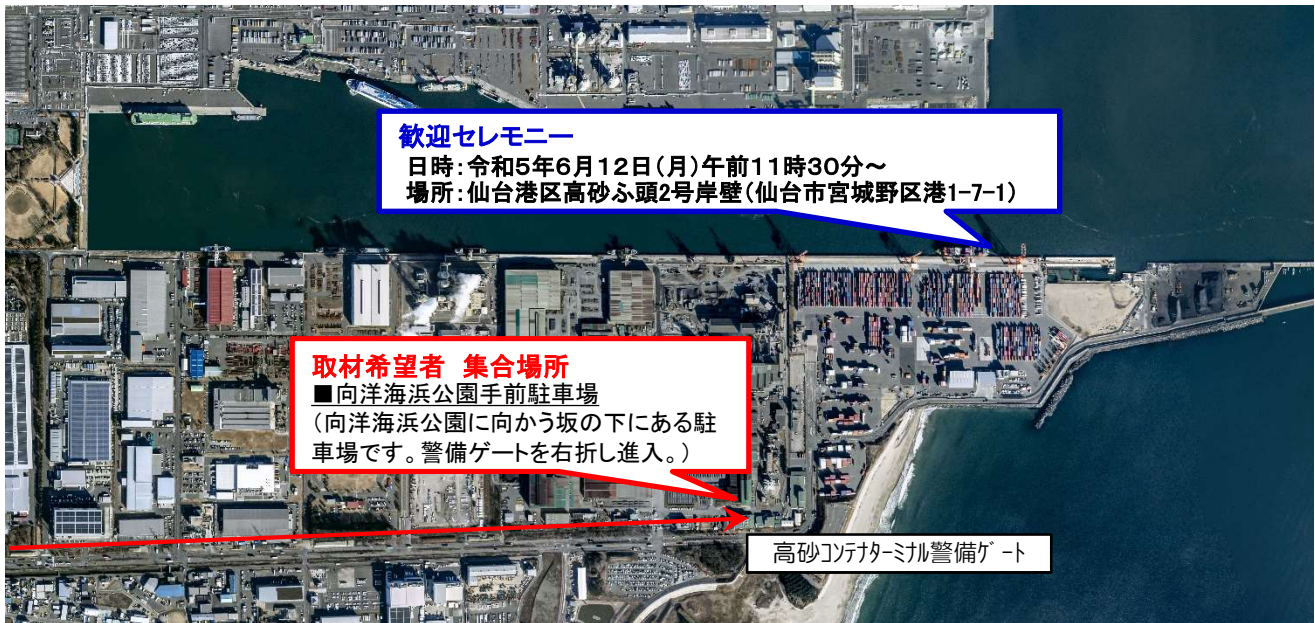 歓迎セレモニー
日時:令和5年6月12日(月)午前11時30分~
場所:仙台港区高砂ふ頭2号岸壁(仙台市宮城野区港1-7-1)
取材希望者 集合場所
■向洋海浜公園手前駐車場
(向洋海浜公園に向かう坂の下にある駐
車場です。警備ゲートを右折し進入。)
高砂コンテナターミナル警備ゲート